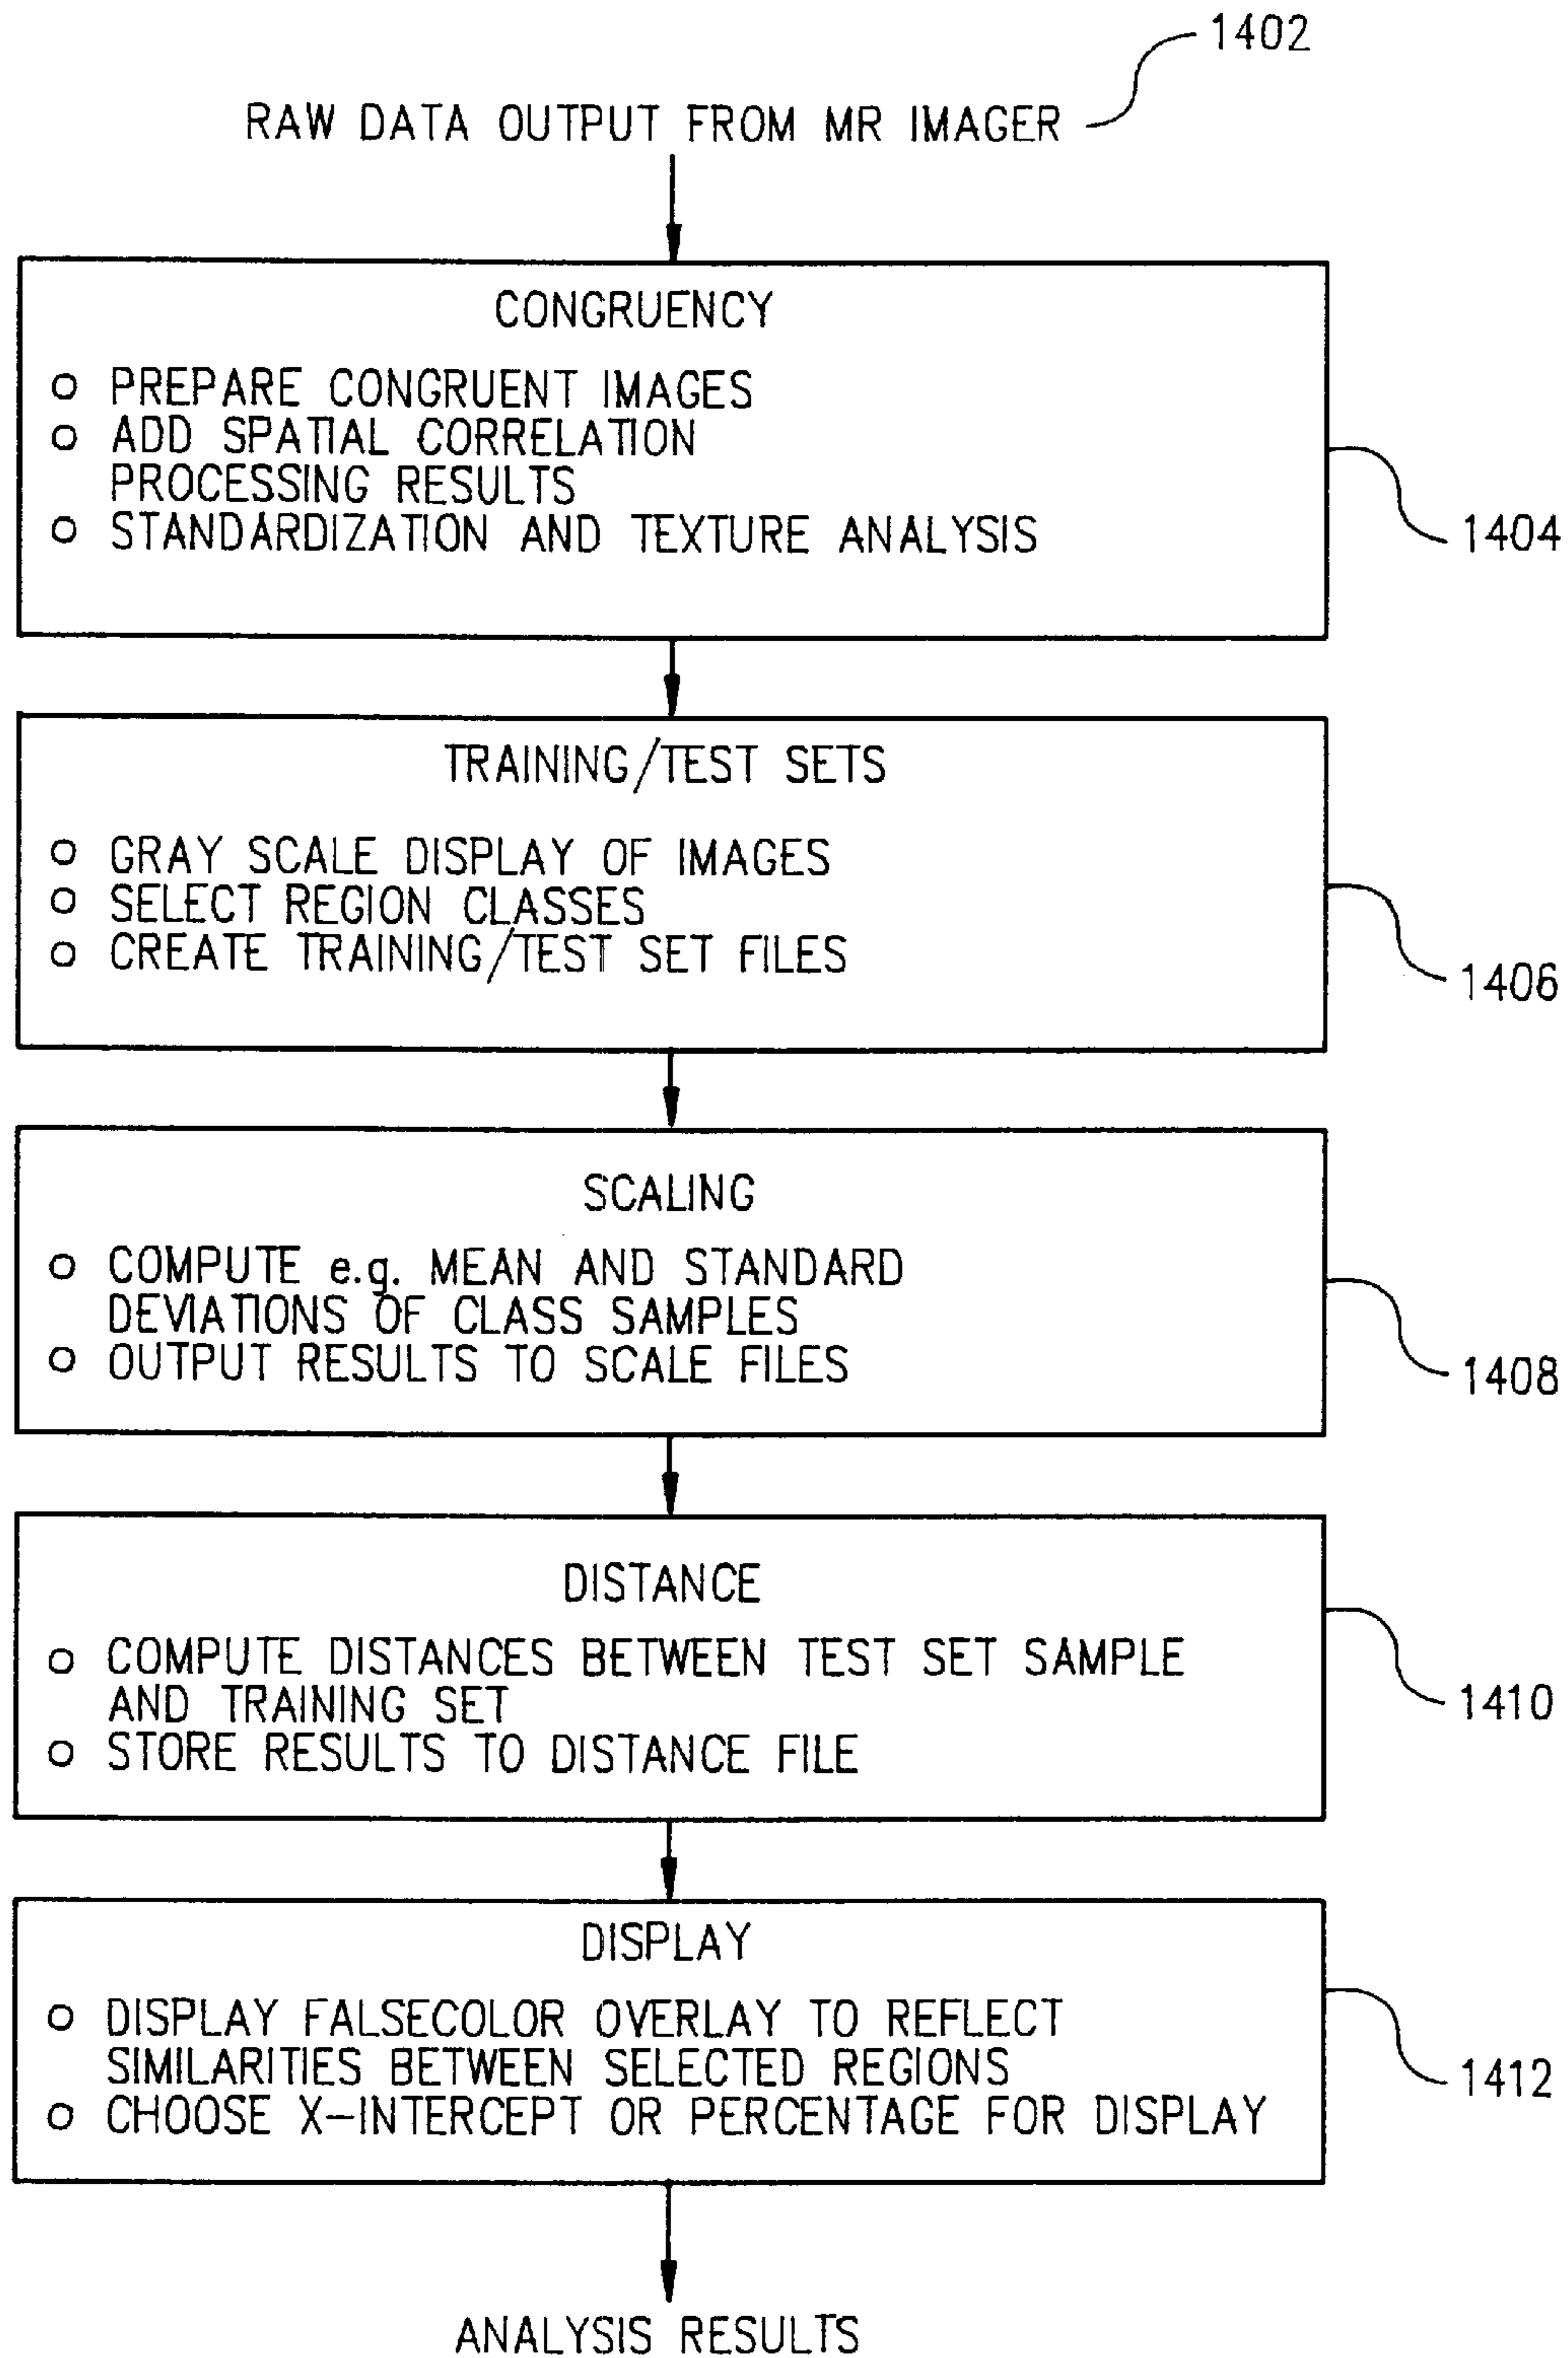 1402
RAW DATA OUTPUT FROM MR IMAGER
CONGRUENCY
o PREPARE CONGRUENT IMAGES
o ADD SPATIAL CORRELATION
PROCESSING RESULTS
o STANDARDIZATION AND TEXTURE ANALYSIS
1404
TRAINING/TEST SETS
o GRAY SCALE DISPLAY OF IMAGES
o SELECT REGION CLASSES
o CREATE TRAINING/TEST SET FILES
1406
SCALING
o COMPUTE e.g. MEAN AND STANDARD
DEVIATIONS OF CLASS SAMPLES
o OUTPUT RESULTS TO SCALE FILES
1408
DISTANCE
o COMPUTE DISTANCES BETWEEN TEST SET SAMPLE
AND TRAINING SET
o STORE RESULTS TO DISTANCE FILE
1410
DISPLAY
o DISPLAY FALSECOLOR OVERLAY TO REFLECT
SIMILARITIES BETWEEN SELECTED REGIONS
o CHOOSE X-INTERCEPT OR PERCENTAGE FOR DISPLAY
1412
ANALYSIS RESULTS